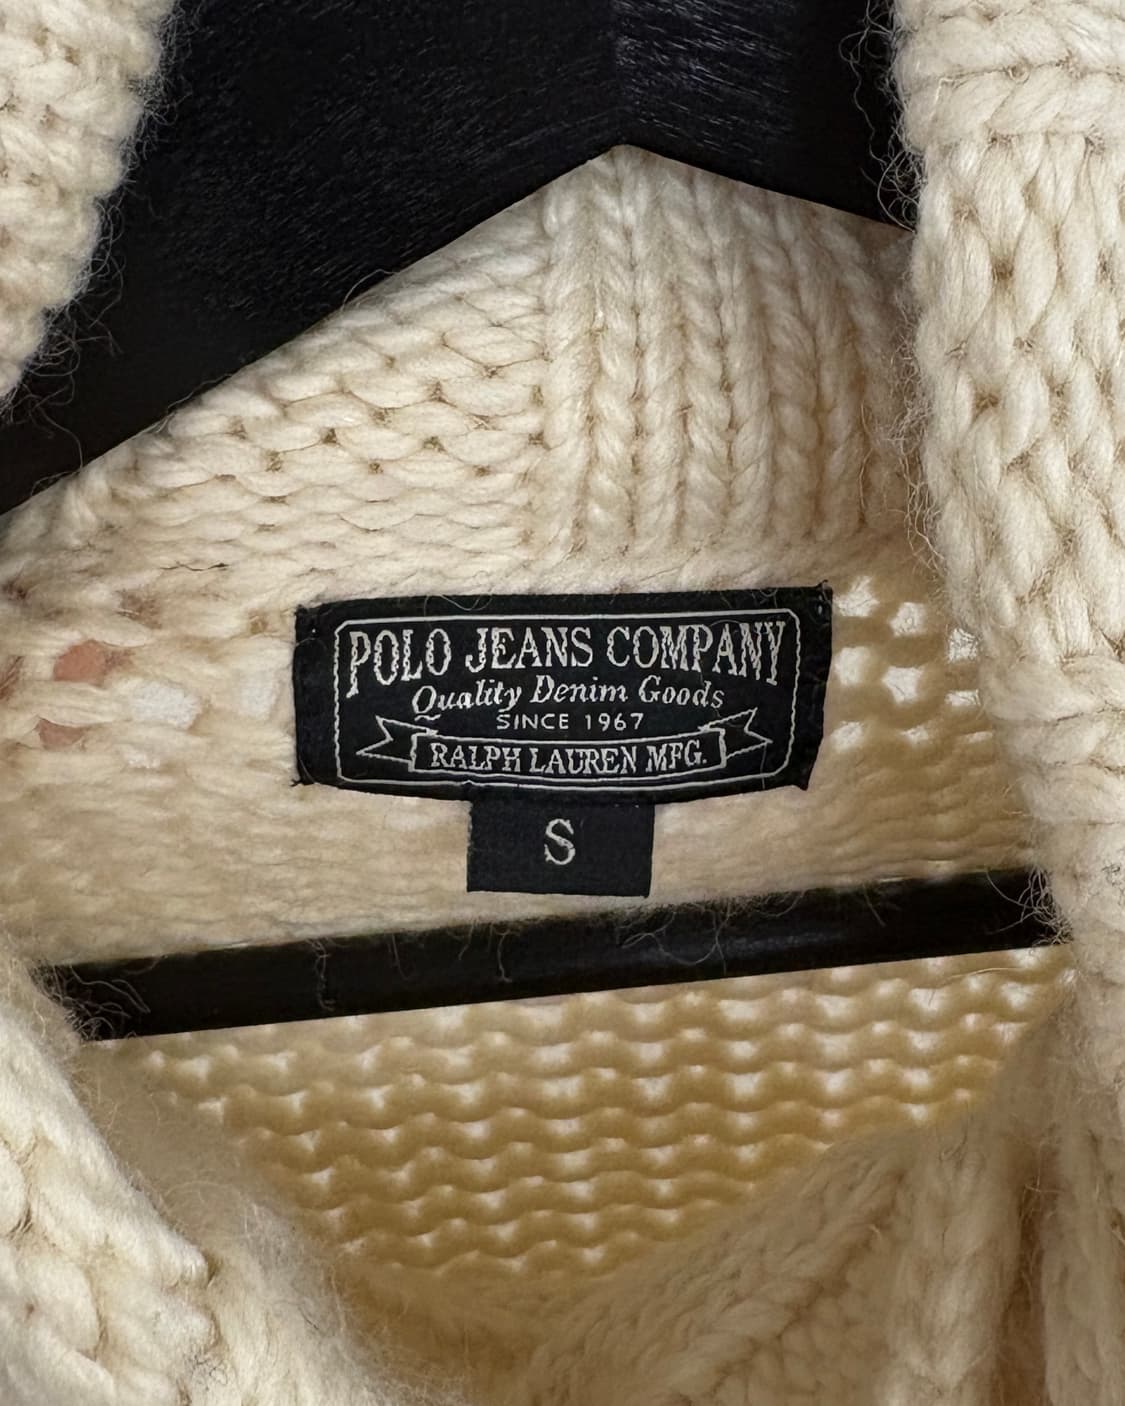 POLO JEANS COMPANY
Quality Denim Goods
SINCE 1967
RALPH LAUREN MFG.
S